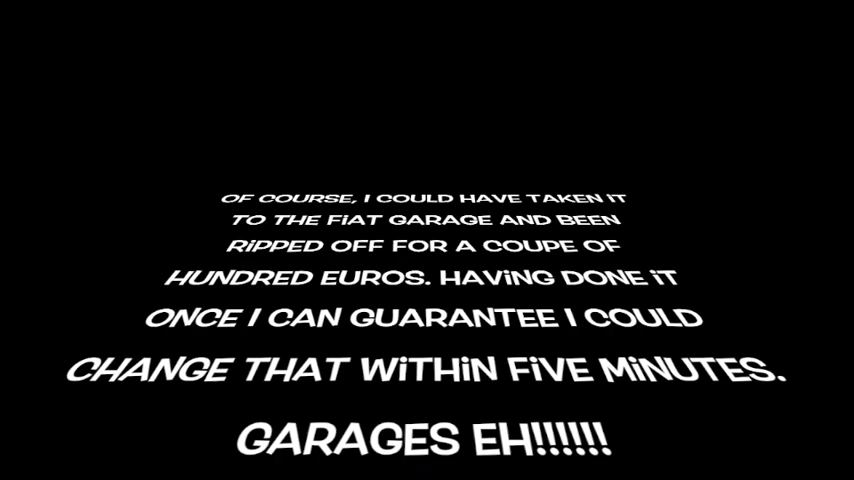 OF COURSE, I COULD HAVE TAKEN IT
TO THE FIAT GARAGE AND BEEN
RIPPED OFF FOR A COUPE OF
HUNDRED EUROS. HAVING DONE IT
ONCE I CAN GUARANTEE I COULD
CHANGE THAT WITHIN FIVE MINUTES.
GARAGES EH!!!!!!